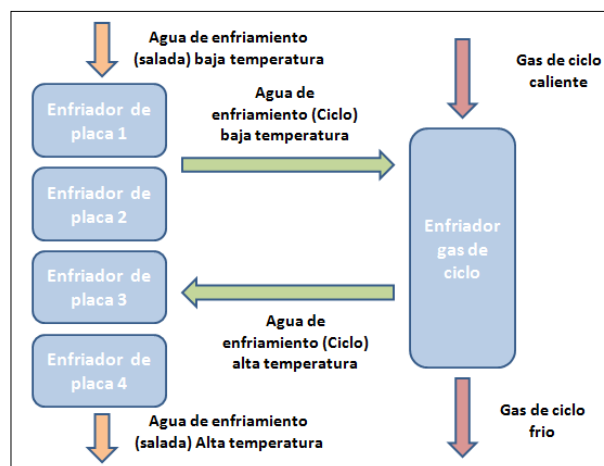 Agua de enfriamiento
(salada) baja temperatura
Gas de ciclo
caliente
Enfriador de
placa 1
Agua de
enfriamiento (Ciclo)
baja temperatura
Enfriador de
placa 2
Enfriador
gas de
ciclo
Enfriador de
placa 3
Agua de
enfriamiento (Ciclo)
alta temperatura
Enfriador de
placa 4
Agua de enfriamiento
(salada) Alta temperatura
Gas de ciclo
frio